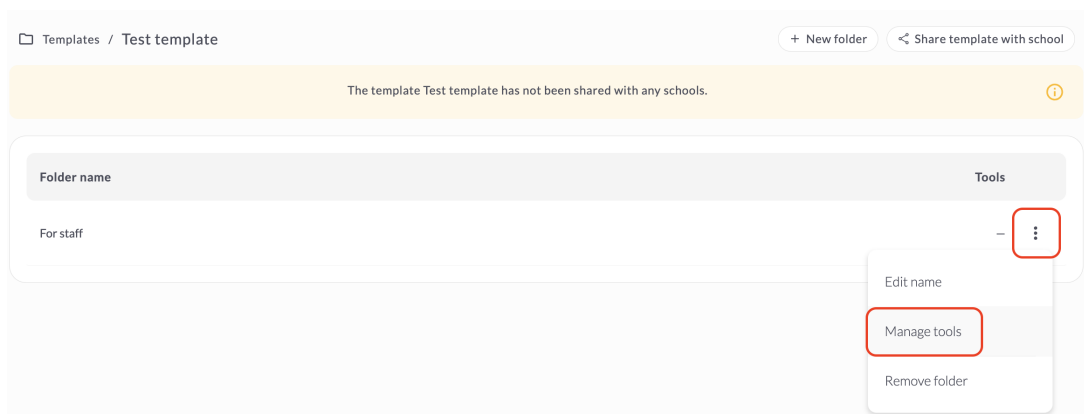 Templates / Test template
+ New folder
Share template with school
The template Test template has not been shared with any schools.
Folder name
Tools
For staff
–
Edit name
Manage tools
Remove folder